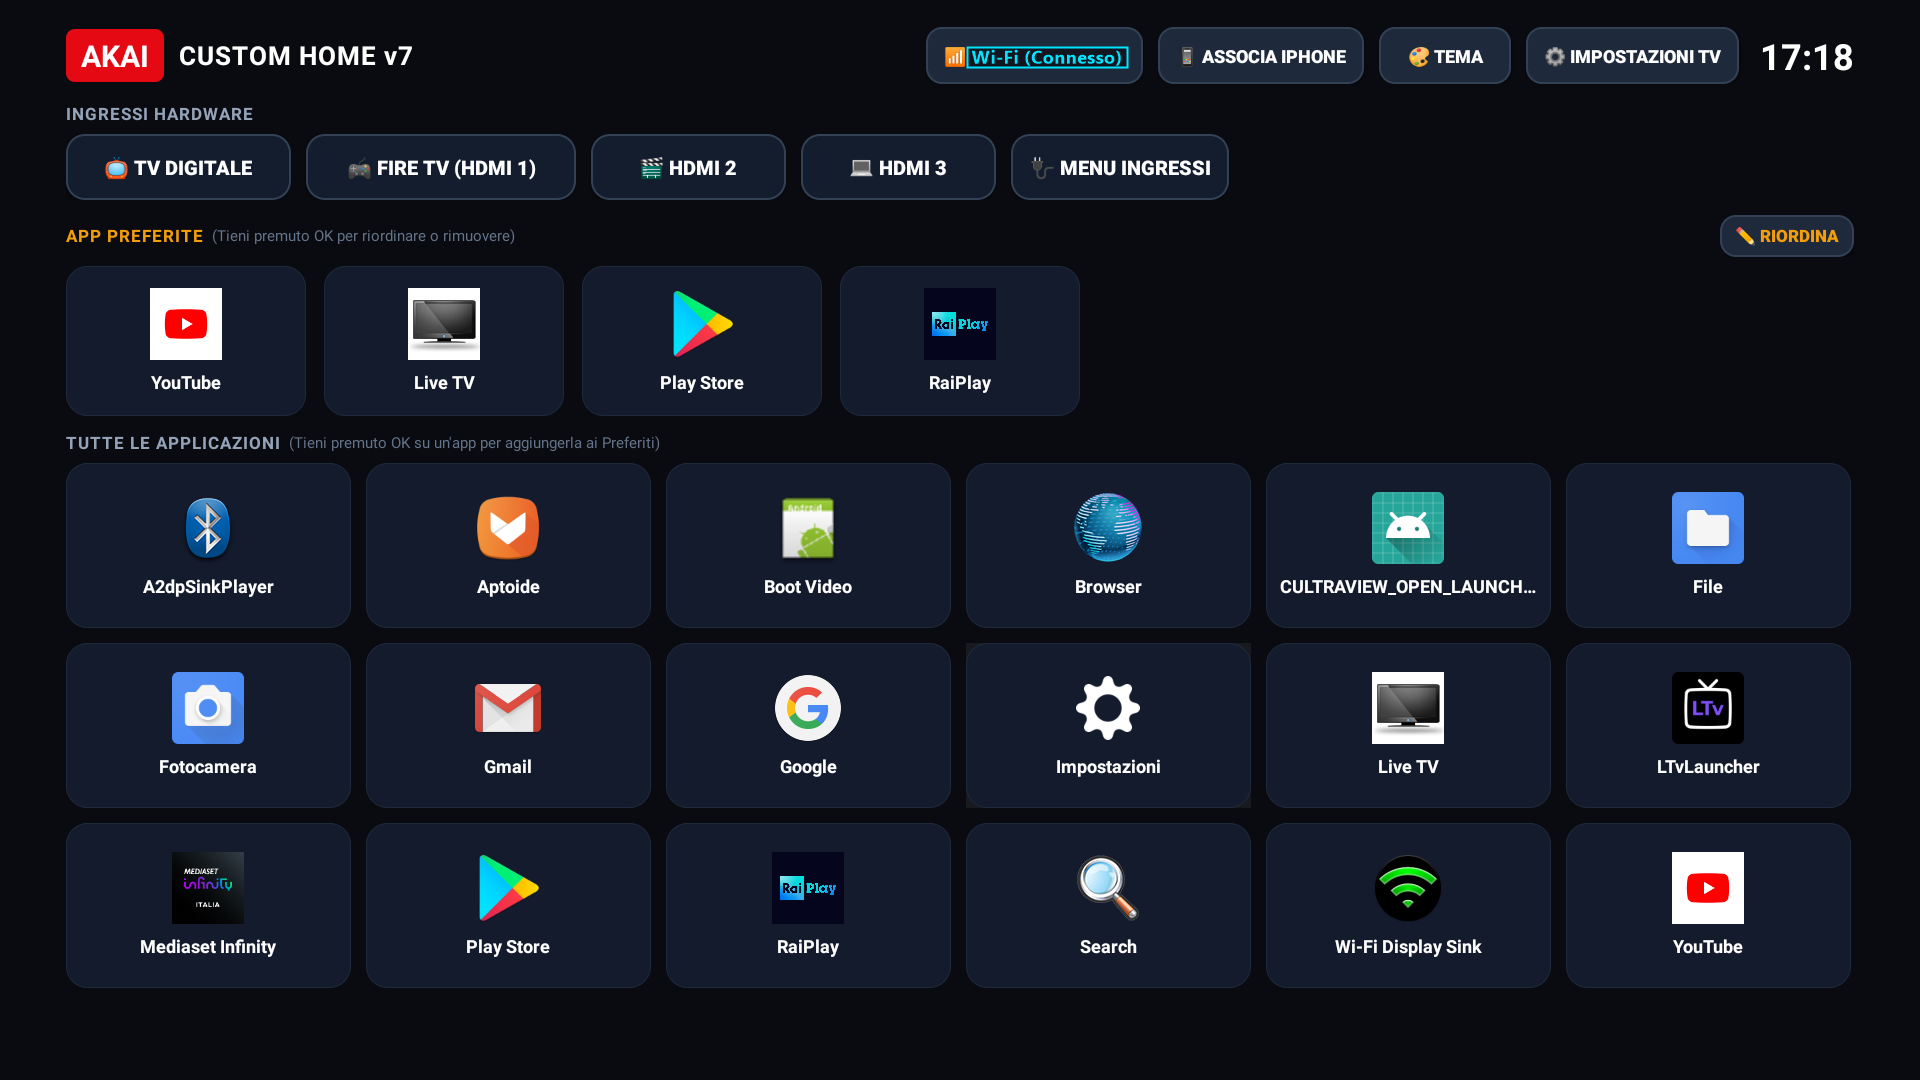 AKAI CUSTOM HOME v7
Wi-Fi (Connesso) ASSOCIA IPHONE TEMA IMPOSTAZIONI TV 17:18
INGRESSI HARDWARE
TV DIGITALE FIRE TV (HDMI 1) HDMI 2 HDMI 3 MENU INGRESSI
APP PREFERITE (Tieni premuto OK per riordinare o rimuovere) RIORDINA
Rai Play
YouTube Live TV Play Store RaiPlay
TUTTE LE APPLICAZIONI (Tieni premuto OK su un'app per aggiungerla ai Preferiti)
Android
A2dpSinkPlayer Aptoide Boot Video Browser CULTRAVIEW_OPEN_LAUNCH... File
LTv
Fotocamera Gmail Google Impostazioni Live TV LTvLauncher
MEDIASET
infinity
Rai Play
ITALIA
Mediaset Infinity Play Store RaiPlay Search Wi-Fi Display Sink YouTube